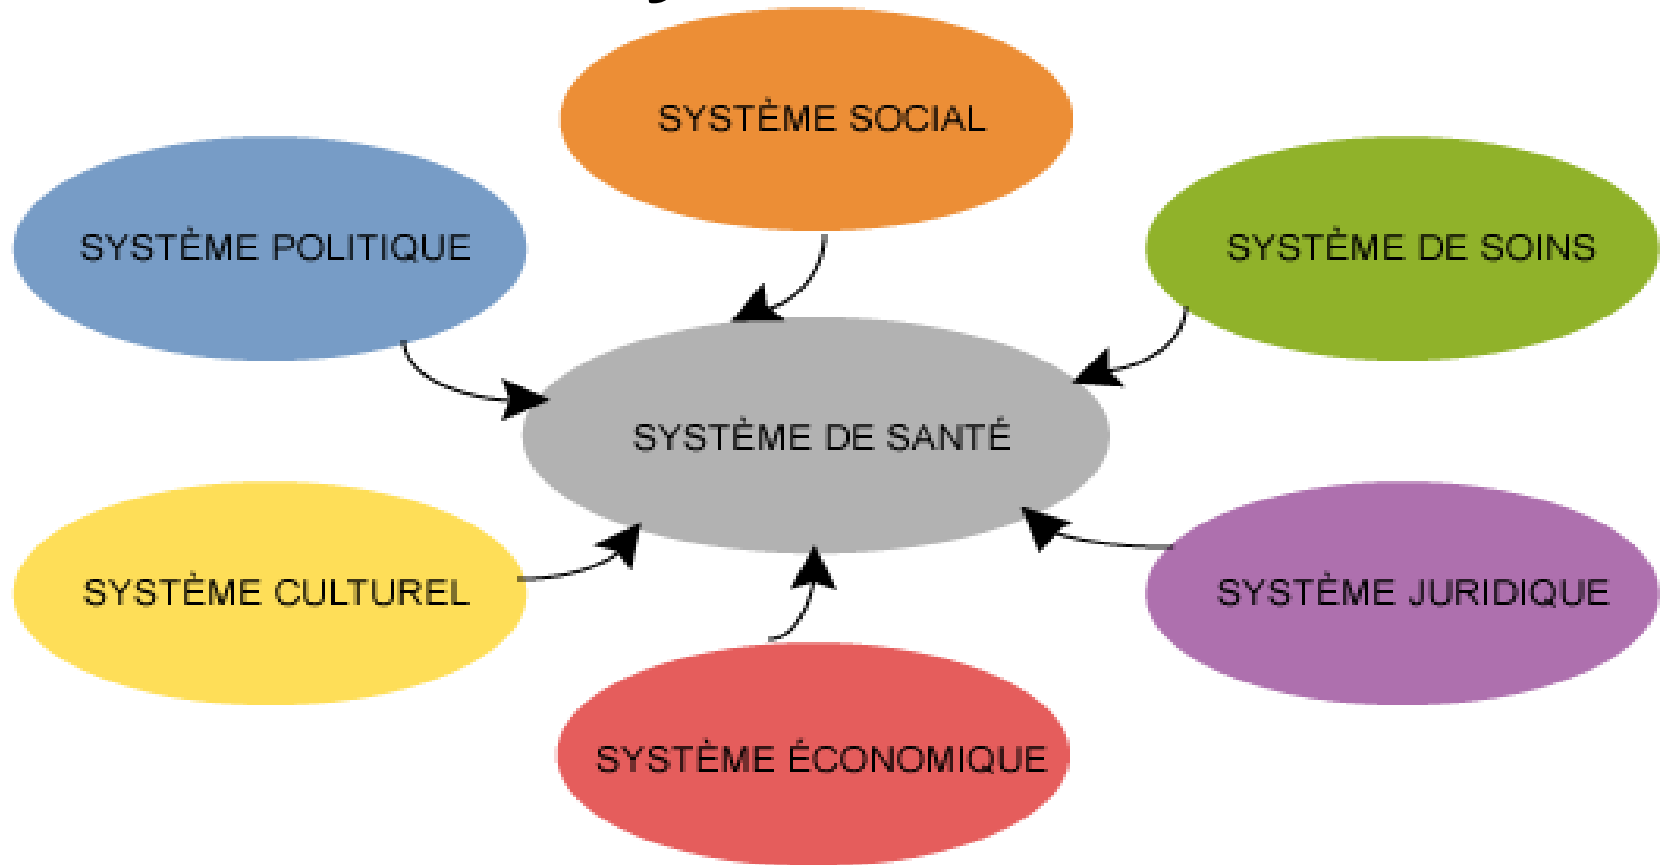 SYSTÈME SOCIAL
SYSTÈME POLITIQUE
SYSTÈME DE SOINS
SYSTÈME DE SANTÉ
SYSTÈME CULTUREL
SYSTÈME JURIDIQUE
SYSTÈME ÉCONOMIQUE